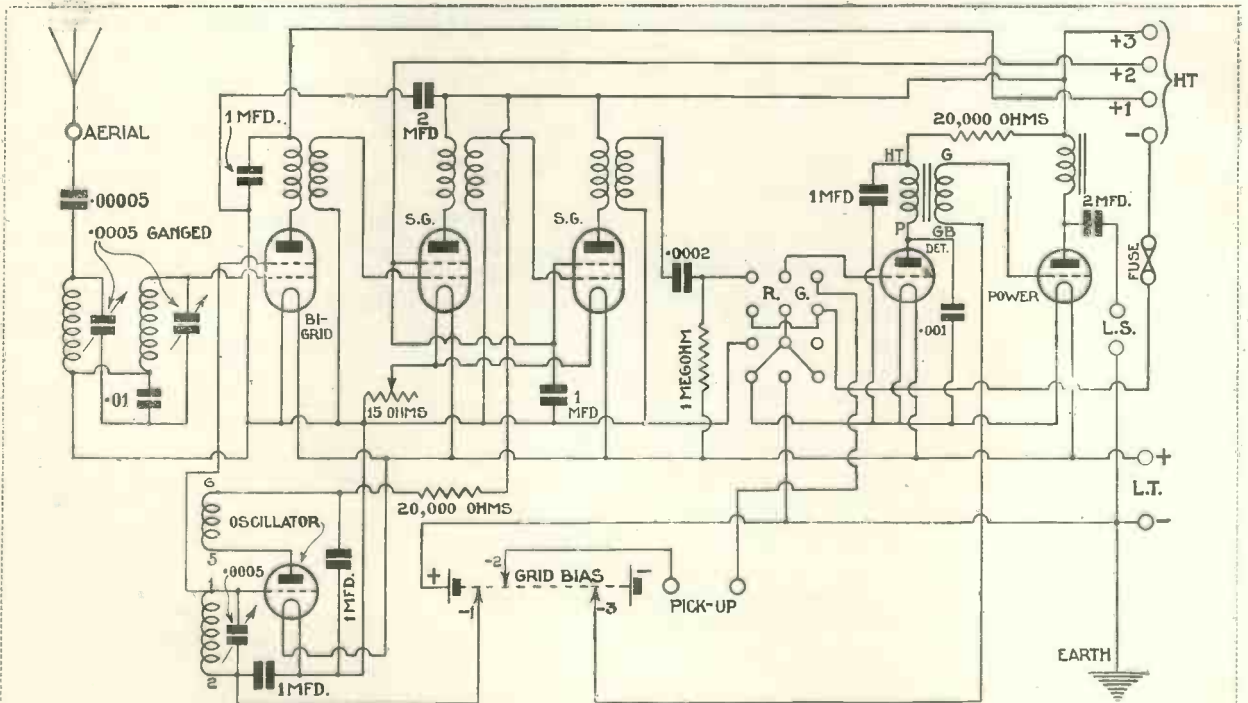 AERIAL
1 MFD.
2
MFD
+3
+2
HT
+1
-
20,000 OHMS
.00005
.0005 GANGED
HT
G
1 MFD
2 MFD.
S.G.
S.G.
P
GB
.0002
DET.
FUSE
R. G.
BI-
GRID
POWER
.001
L.S.
.01
1 MEGOHM
15 OHMS
1
MFD
+
L.T.
-
6
20,000 OHMS
OSCILLATOR
5
1
.0005
1 MFD.
+
-2
GRID BIAS
-
-1
-3
PICK-UP
2
1 MFD.
EARTH